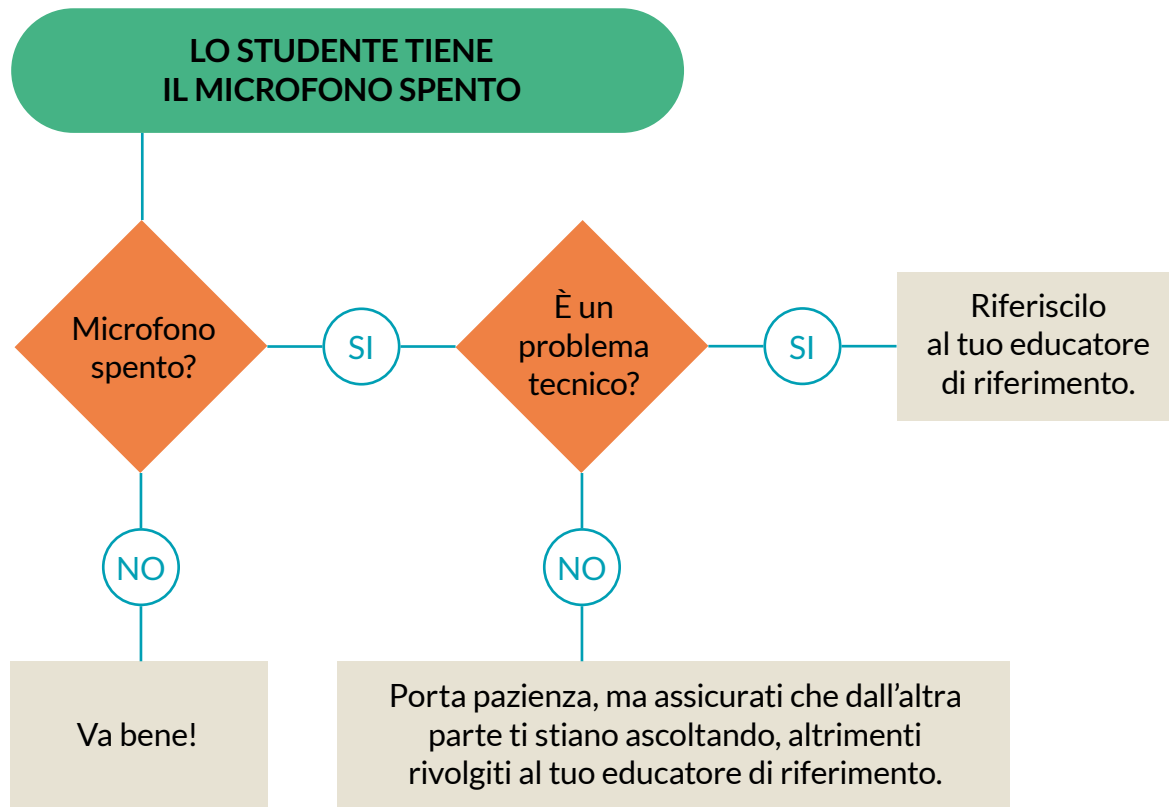 LO STUDENTE TIENE
IL MICROFONO SPENTO
Microfono
spento?
SI
È un
problema
tecnico?
SI
Riferiscilo
al tuo educatore
di riferimento.
NO
NO
Va bene!
Porta pazienza, ma assicurati che dall’altra
parte ti stiano ascoltando, altrimenti
rivolgiti al tuo educatore di riferimento.